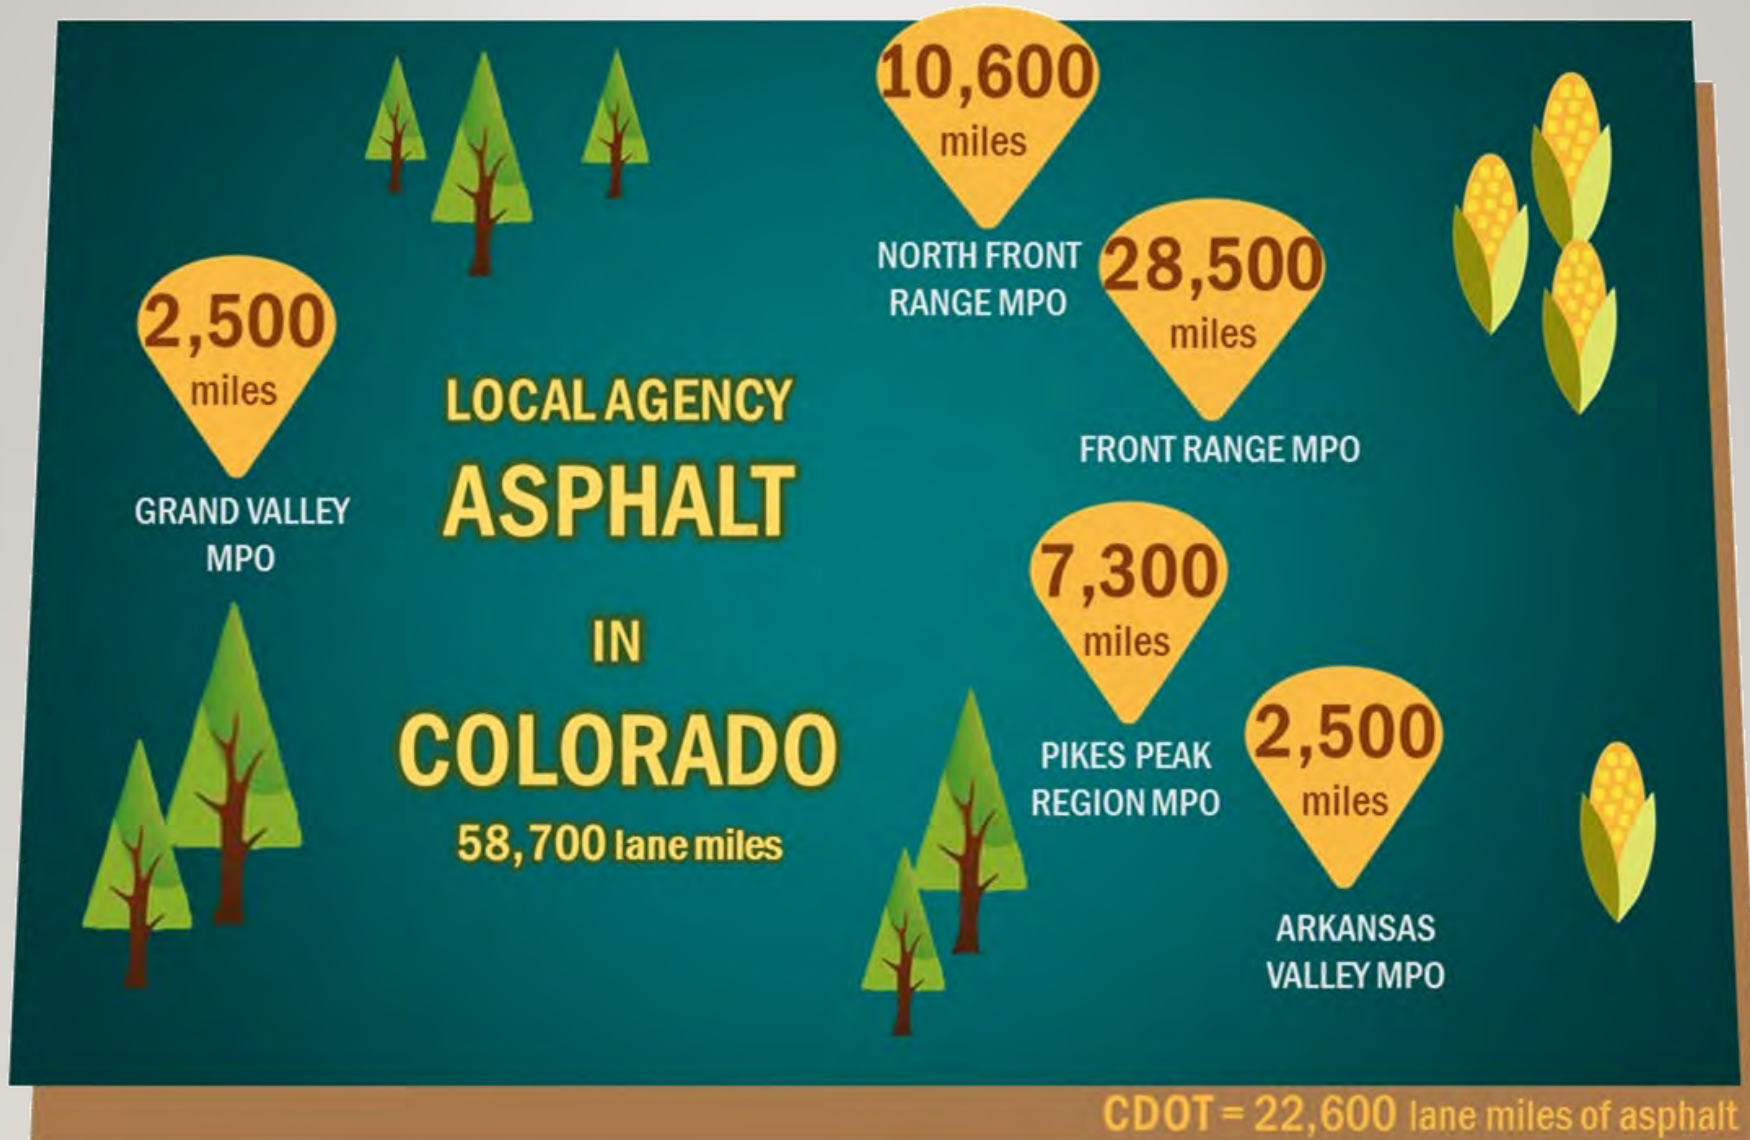 10,600
miles
NORTH FRONT
RANGE MPO
28,500
miles
FRONT RANGE MPO
2,500
miles
GRAND VALLEY
MPO
LOCAL AGENCY
ASPHALT
IN
COLORADO
58,700 lane miles
7,300
miles
PIKES PEAK
REGION MPO
2,500
miles
ARKANSAS
VALLEY MPO
CDOT = 22,600 lane miles of asphalt